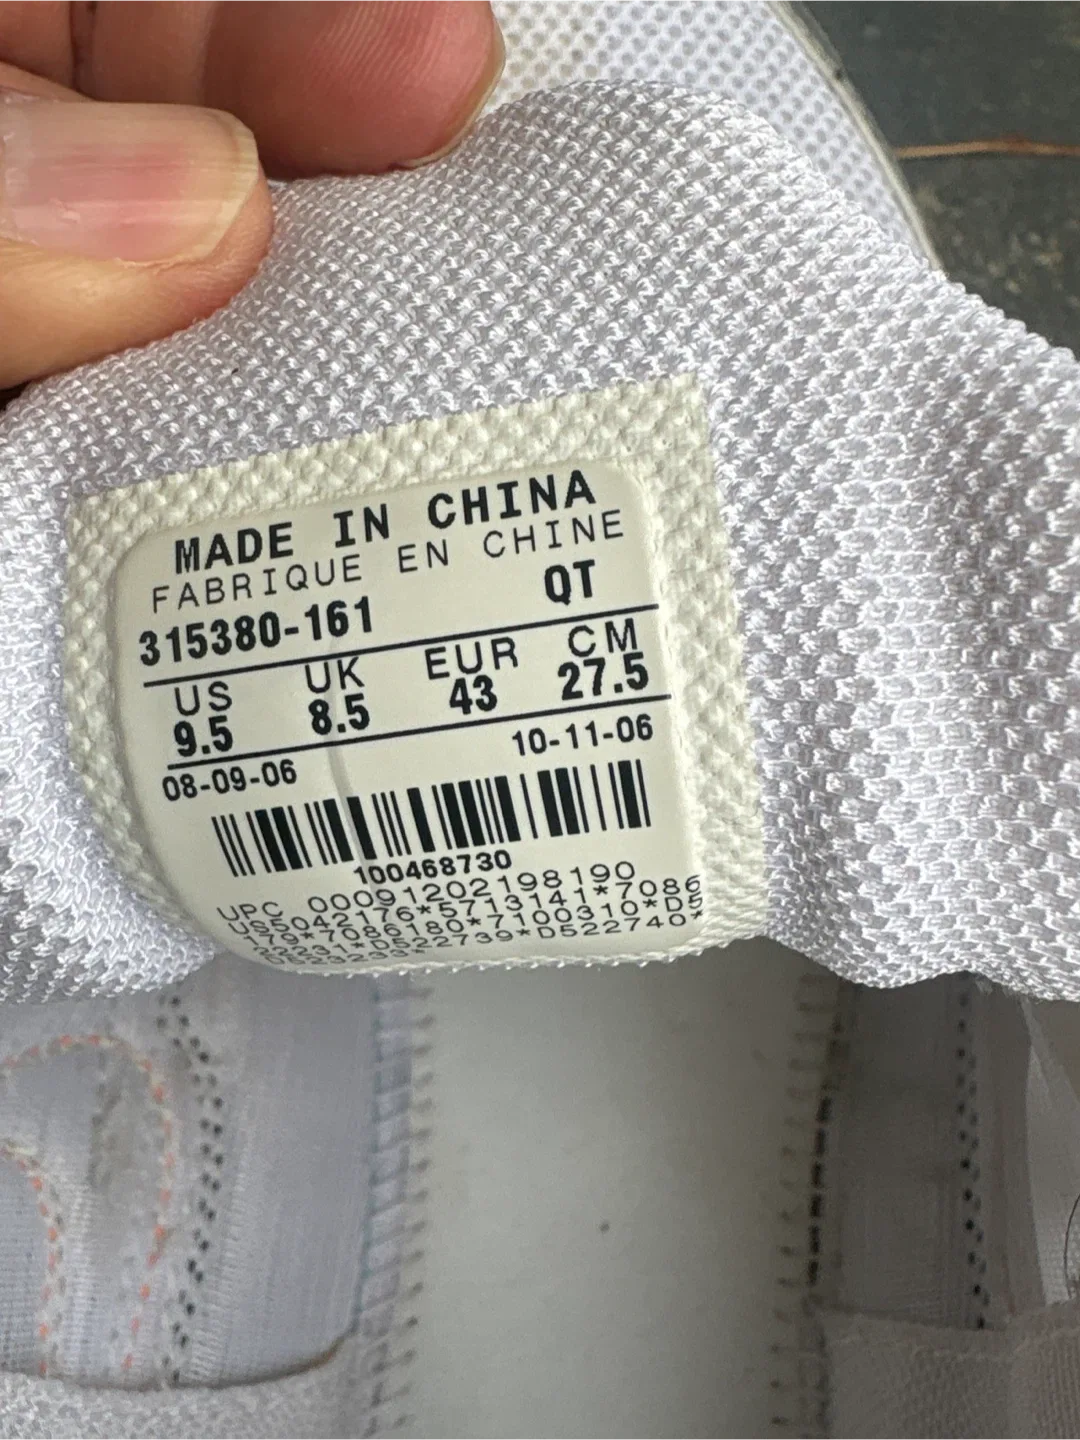 MADE IN CHINA
FABRIQUE EN CHINE
315380-161 QT
US UK EUR CM
9.5 8.5 43 27.5
08-09-06 10-11-06
100468730
UPC 00091202198190